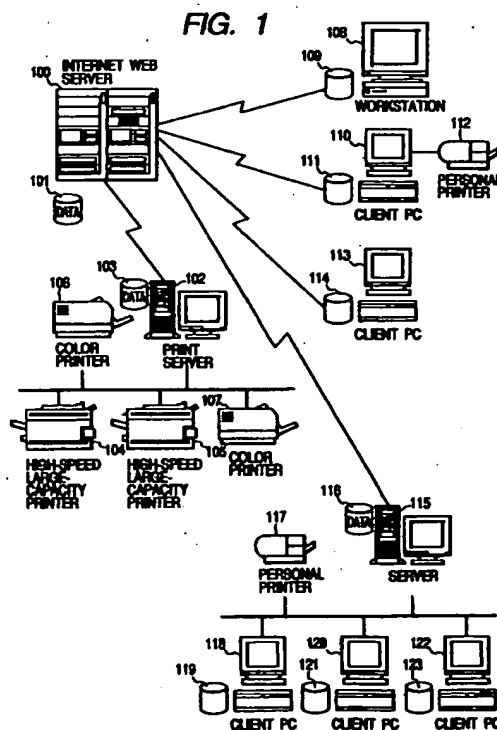 FIG. 1
100
INTERNET WEB
SERVER
101
DATA
108
109
WORKSTATION
110
111
CLIENT PC
112
PERSONAL
PRINTER
113
114
CLIENT PC
103
DATA
102
PRINT
SERVER
106
COLOR
PRINTER
104
HIGH-SPEED
LARGE-
CAPACITY
PRINTER
105
HIGH-SPEED
LARGE-
CAPACITY
PRINTER
107
COLOR
PRINTER
116
DATA
115
SERVER
117
PERSONAL
PRINTER
118
119
CLIENT PC
120
121
CLIENT PC
122
123
CLIENT PC